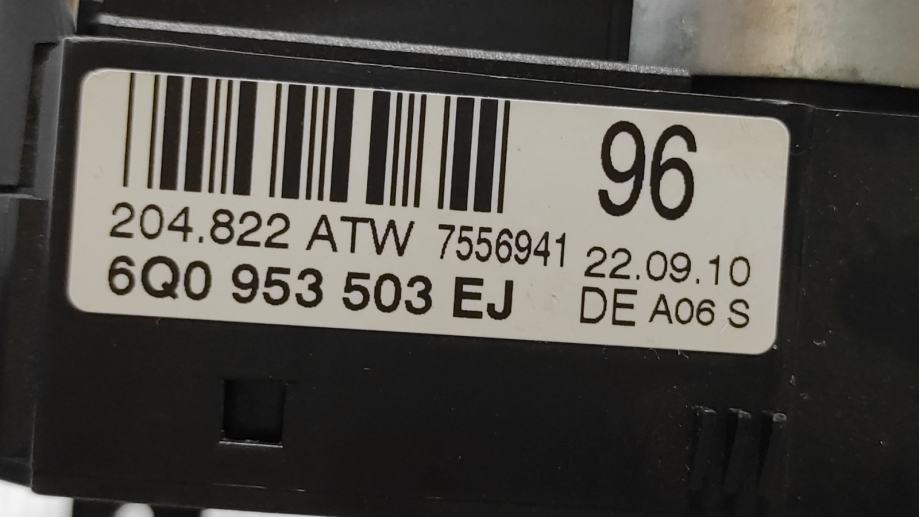 96
204.822 ATW 7556941 22.09.10
6Q0 953 503 EJ DE A06 S